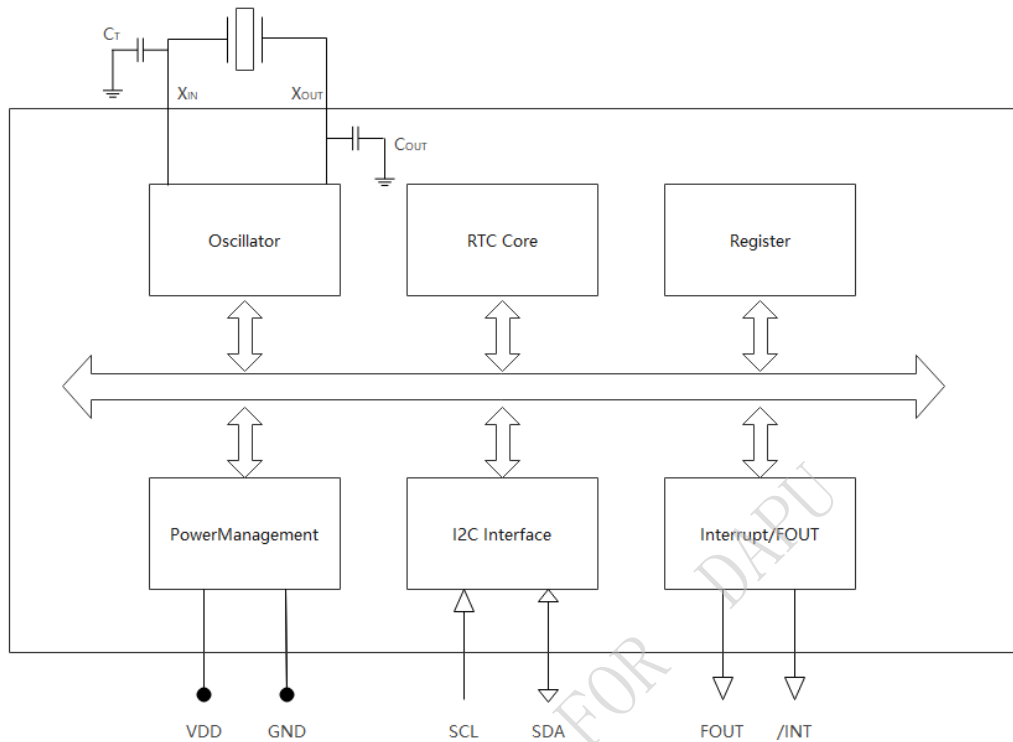 CT
XIN
XOUT
COUT
Oscillator
RTC Core
Register
PowerManagement
I2C Interface
Interrupt/FOUT
VDD
GND
SCL
SDA
FOUT
/INT
FOR DAPU